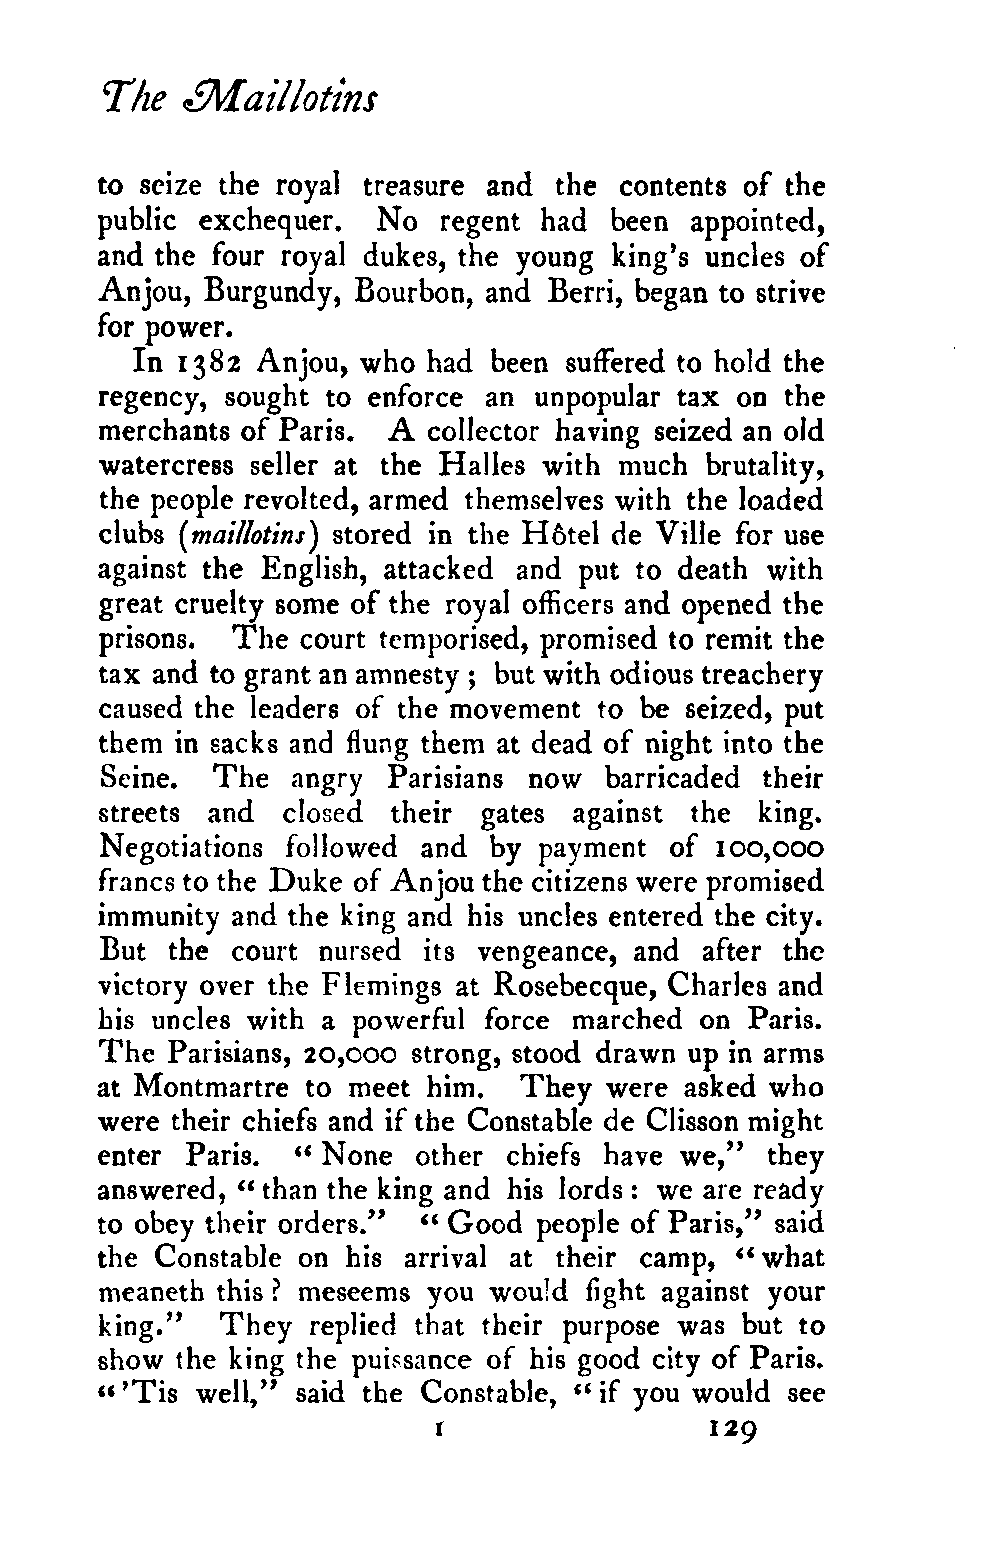 The Maillotins
to seize the royal treasure and the contents of the
public exchequer. No regent had been appointed,
and the four royal dukes, the young king's uncles of
Anjou, Burgundy, Bourbon, and Berri, began to strive
for power.
In 1382 Anjou, who had been suffered to hold the
regency, sought to enforce an unpopular tax on the
merchants of Paris. A collector having seized an old
watercress seller at the Halles with much brutality,
the people revolted, armed themselves with the loaded
clubs (maillotins) stored in the Hôtel de Ville for use
against the English, attacked and put to death with
great cruelty some of the royal officers and opened the
prisons. The court temporised, promised to remit the
tax and to grant an amnesty ; but with odious treachery
caused the leaders of the movement to be seized, put
them in sacks and flung them at dead of night into the
Seine. The angry Parisians now barricaded their
streets and closed their gates against the king.
Negotiations followed and by payment of 100,000
francs to the Duke of Anjou the citizens were promised
immunity and the king and his uncles entered the city.
But the court nursed its vengeance, and after the
victory over the Flemings at Rosebecque, Charles and
his uncles with a powerful force marched on Paris.
The Parisians, 20,000 strong, stood drawn up in arms
at Montmartre to meet him. They were asked who
were their chiefs and if the Constable de Clisson might
enter Paris. “ None other chiefs have we,” they
answered, “ than the king and his lords : we are ready
to obey their orders.” “ Good people of Paris,” said
the Constable on his arrival at their camp, “ what
meaneth this ? meseems you would fight against your
king.” They replied that their purpose was but to
show the king the puissance of his good city of Paris.
“ 'Tis well,” said the Constable, “ if you would see
I 129